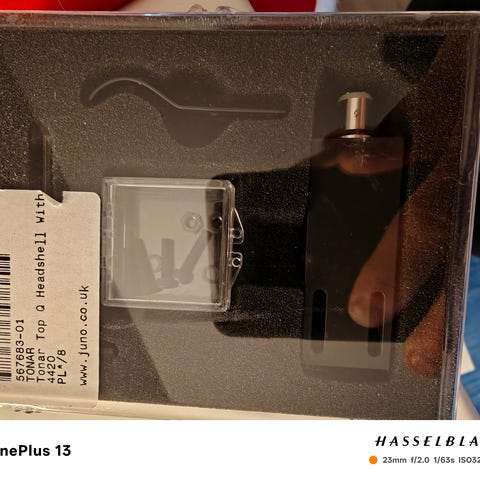 567683-01
TONAR
Tonar Top Q Headshell With
4420
PL*/8
www.juno.co.uk
nePlus 13
HASSELBLA
23mm f/2.0 1/63s ISO32